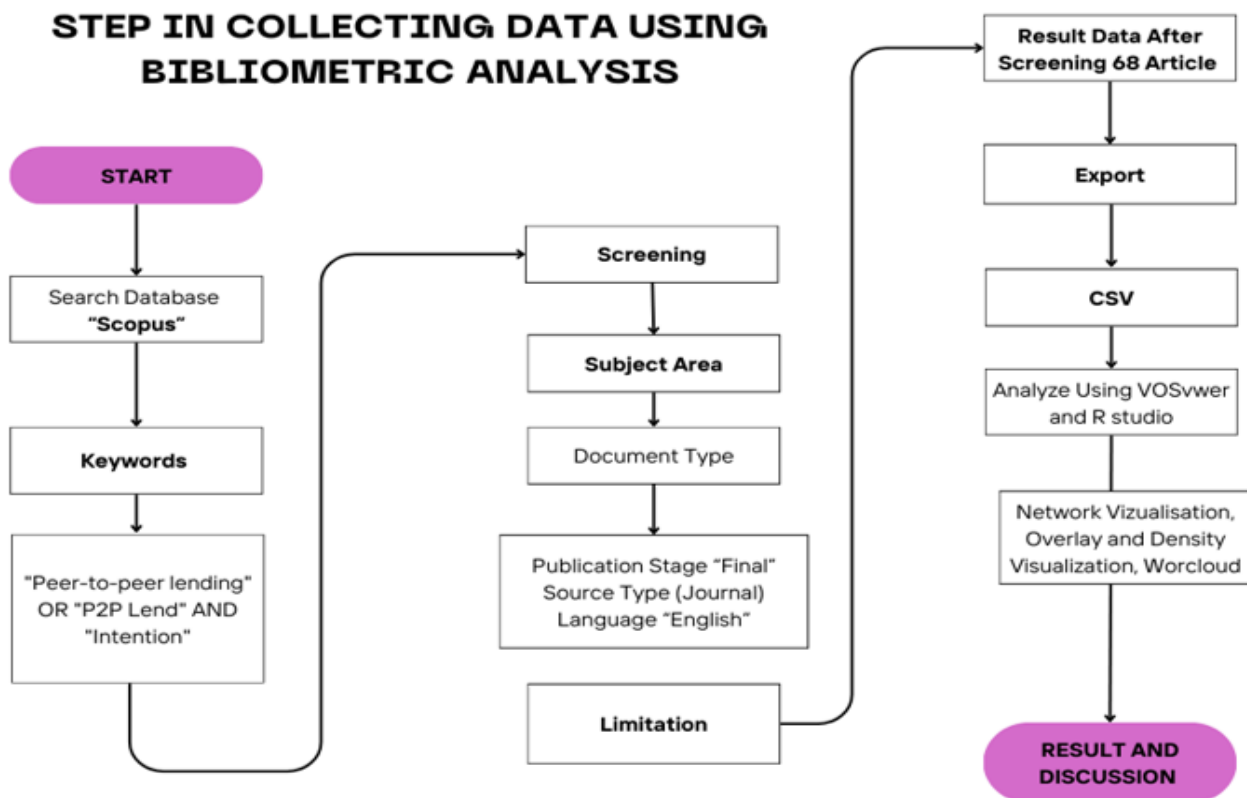 STEP IN COLLECTING DATA USING
BIBLIOMETRIC ANALYSIS
START
Search Database
“Scopus”
Keywords
"Peer-to-peer lending"
OR "P2P Lend" AND
"Intention"
Screening
Subject Area
Document Type
Publication Stage “Final”
Source Type (Journal)
Language “English”
Limitation
Result Data After
Screening 68 Article
Export
CSV
Analyze Using VOSvwer
and R studio
Network Vizualisation,
Overlay and Density
Visualization, Worcloud
RESULT AND
DISCUSSION